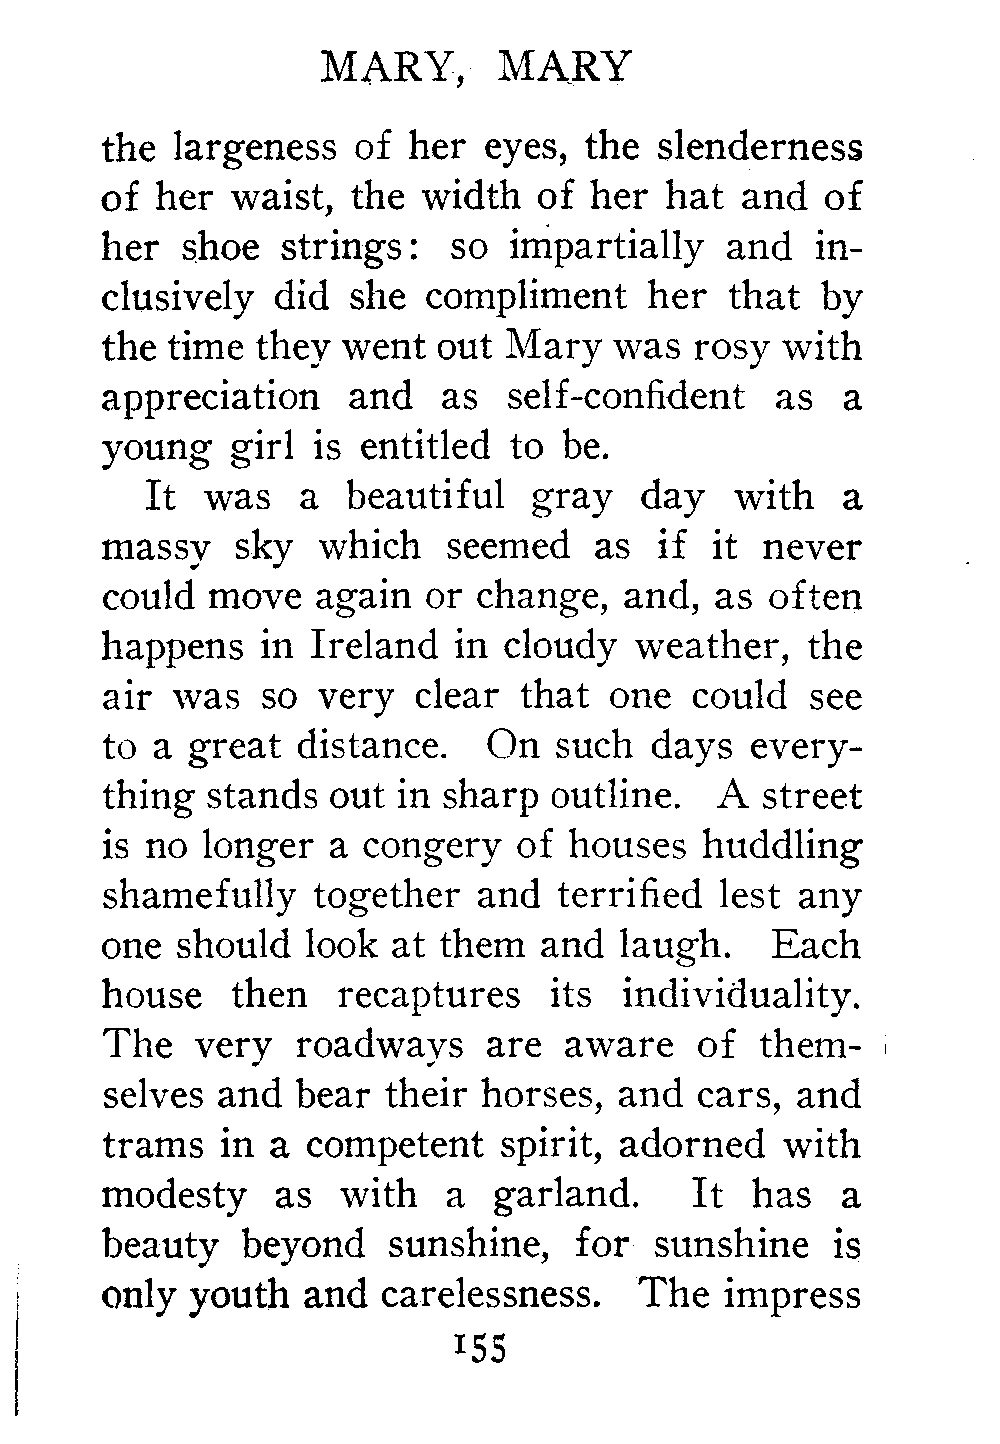 MARY, MARY
the largeness of her eyes, the slenderness
of her waist, the width of her hat and of
her shoe strings: so impartially and in-
clusively did she compliment her that by
the time they went out Mary was rosy with
appreciation and as self-confident as a
young girl is entitled to be.
It was a beautiful gray day with a
massy sky which seemed as if it never
could move again or change, and, as often
happens in Ireland in cloudy weather, the
air was so very clear that one could see
to a great distance. On such days every-
thing stands out in sharp outline. A street
is no longer a congery of houses huddling
shamefully together and terrified lest any
one should look at them and laugh. Each
house then recaptures its individuality.
The very roadways are aware of them-
selves and bear their horses, and cars, and
trams in a competent spirit, adorned with
modesty as with a garland. It has a
beauty beyond sunshine, for sunshine is
only youth and carelessness. The impress
155